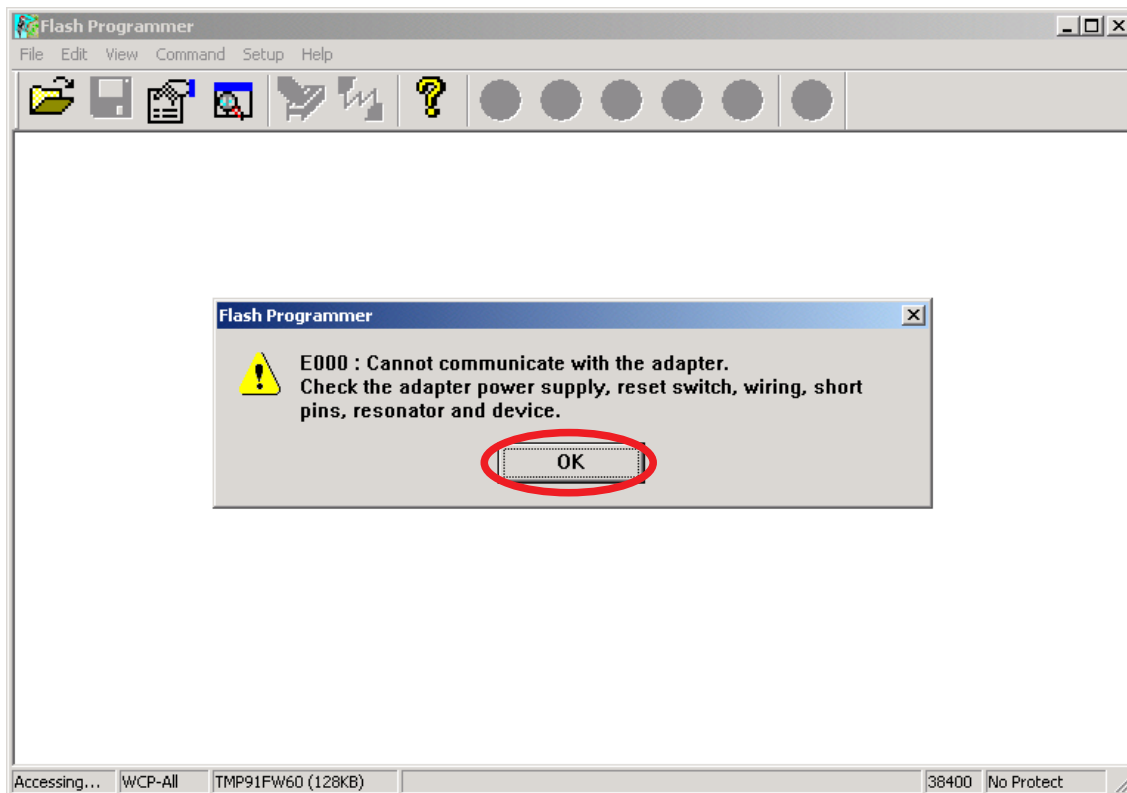 Flash Programmer
File Edit View Command Setup Help
Flash Programmer
E000 : Cannot communicate with the adapter.
Check the adapter power supply, reset switch, wiring, short
pins, resonator and device.
OK
Accessing... WCP-All TMP91FW60 (128KB) 38400 No Protect